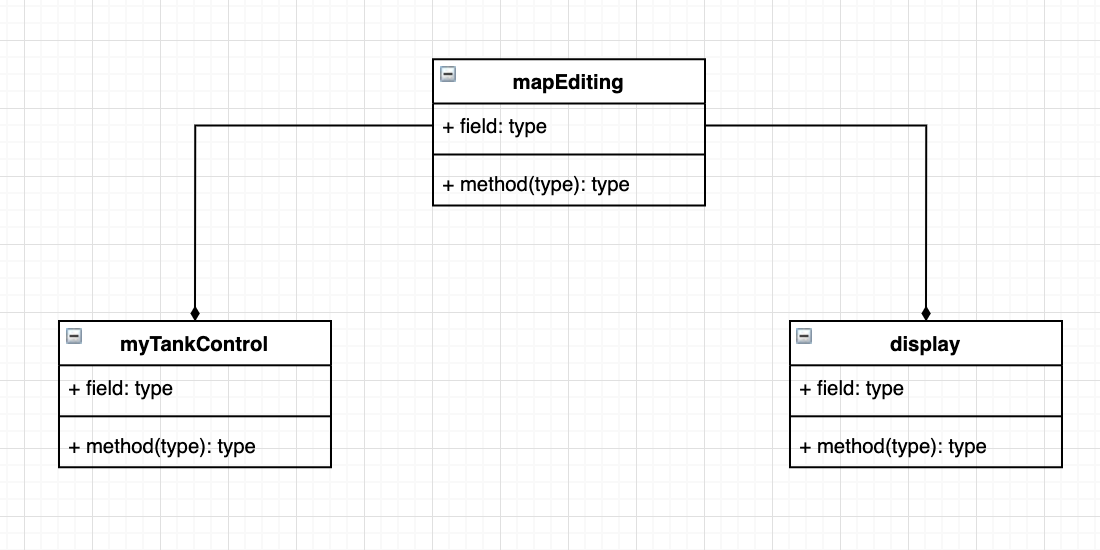 mapEditing
+ field: type
+ method(type): type
myTankControl
+ field: type
+ method(type): type
display
+ field: type
+ method(type): type